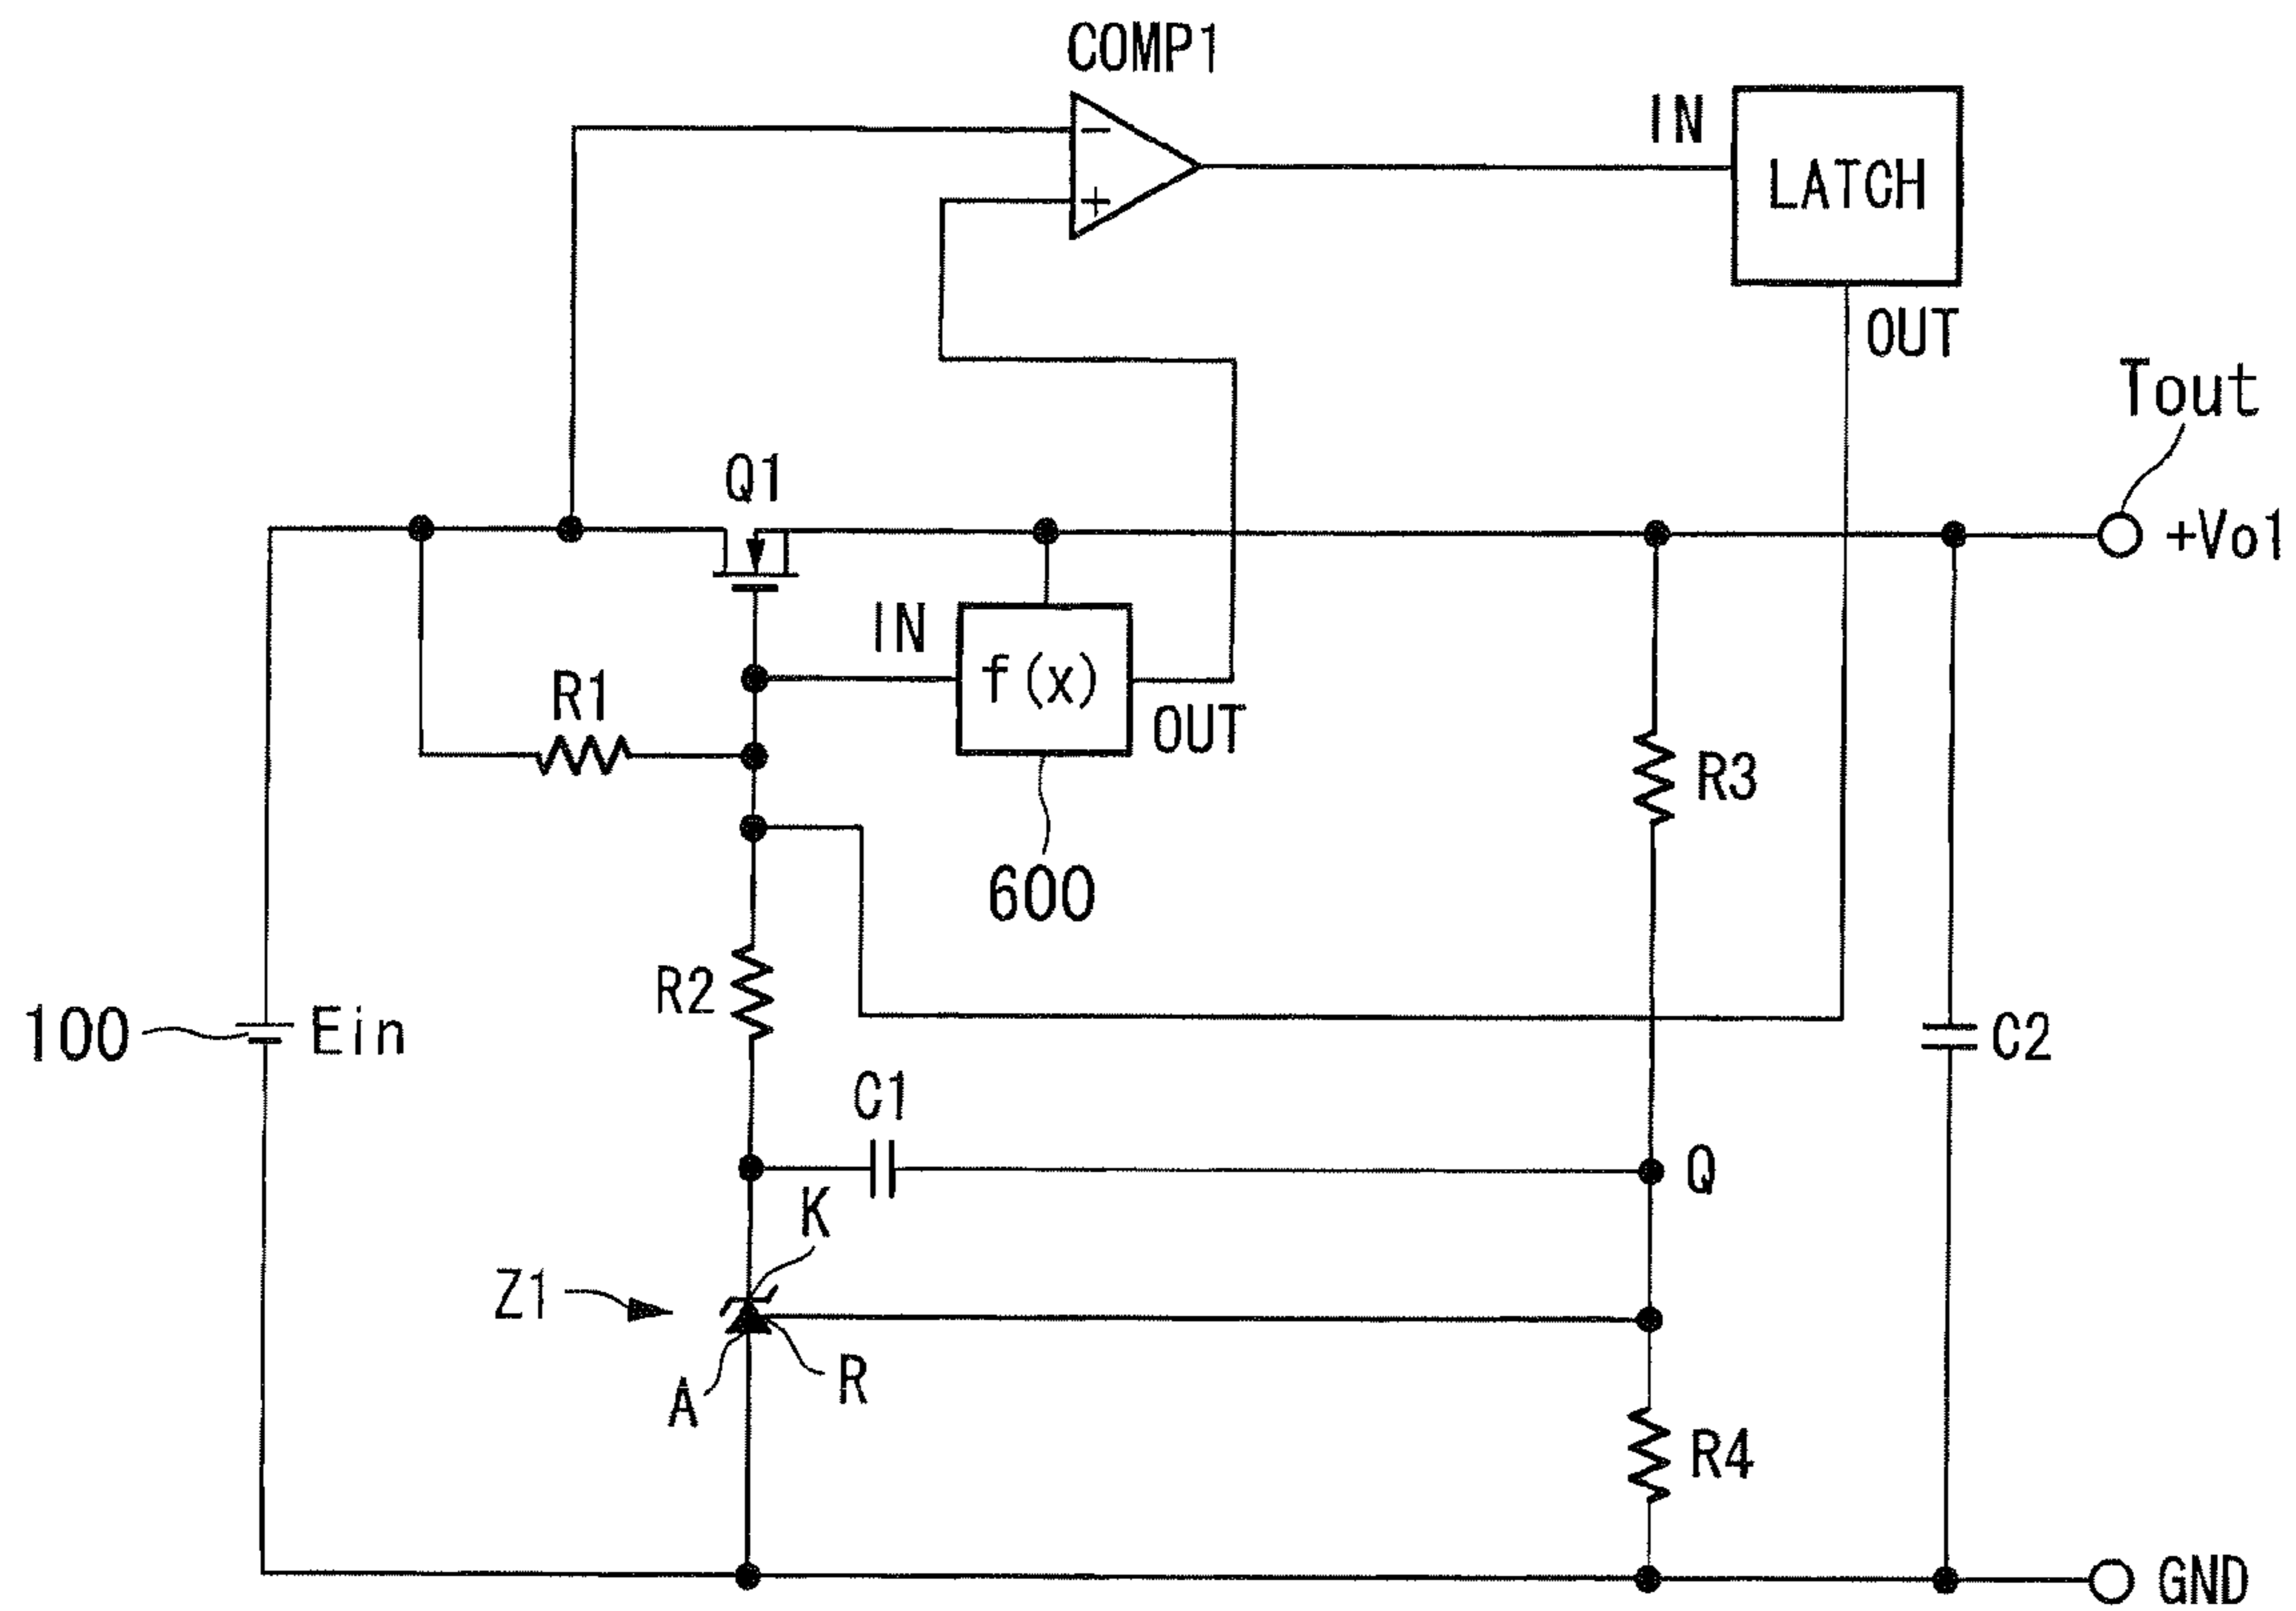 COMP1
−
+
IN
LATCH
OUT
Tout
Q1
+Vo1
IN
f(x)
OUT
R1
R3
600
R2
100
Ein
C2
C1
Q
K
Z1
A
R
R4
GND